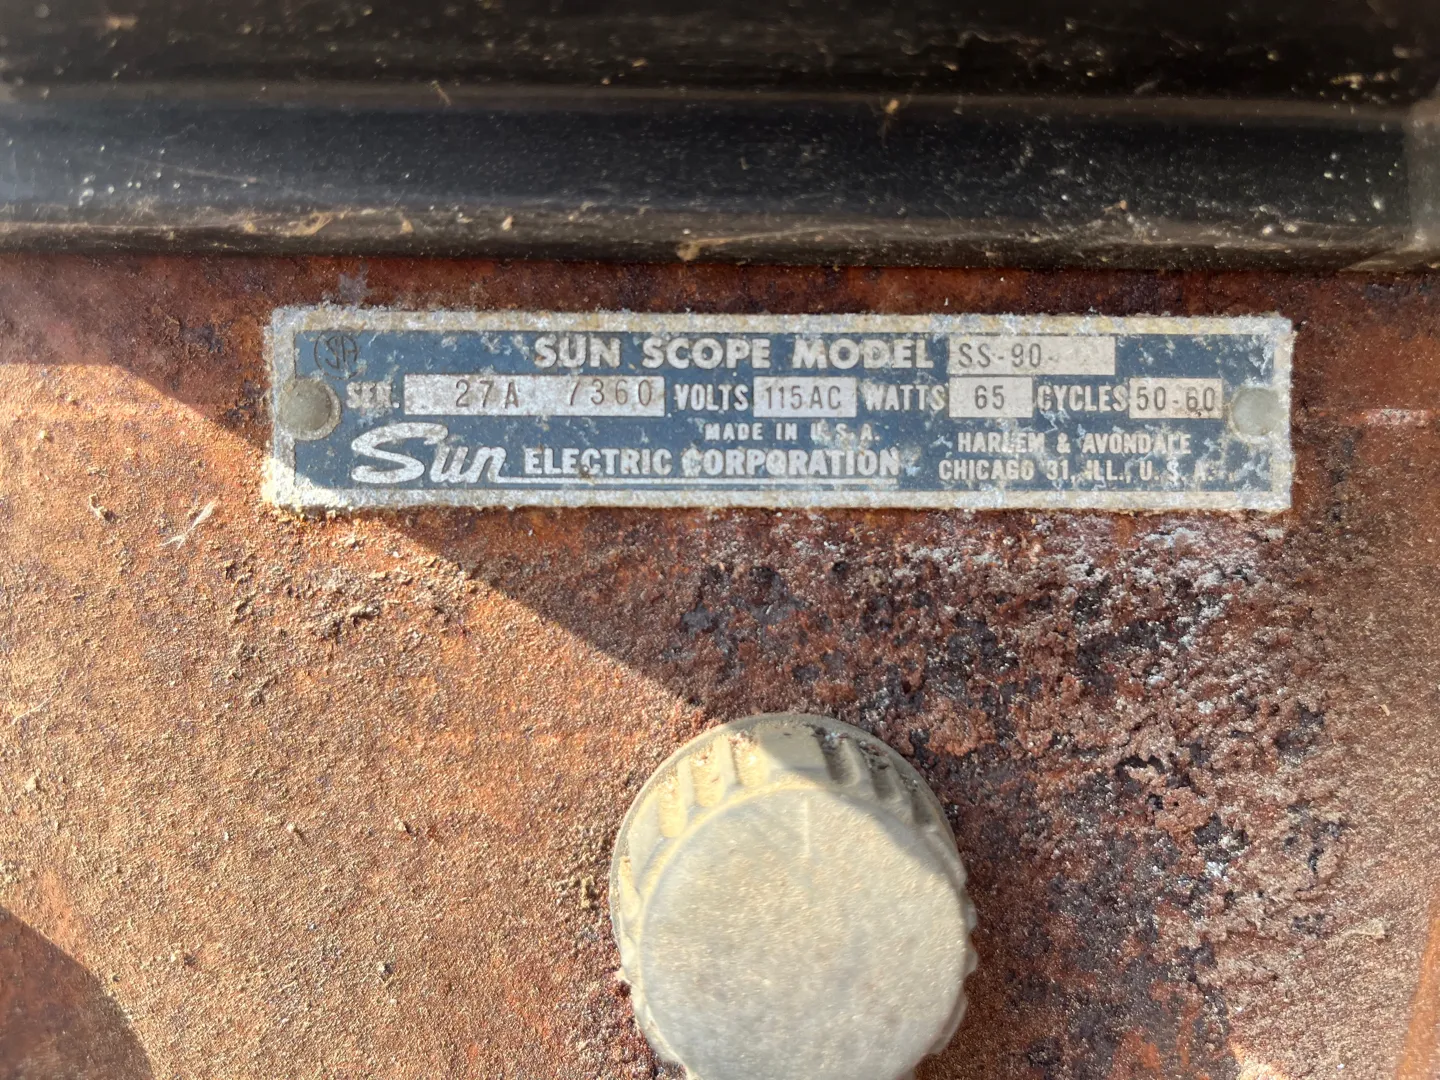 SA
SUN SCOPE MODEL SS-90
SER. 27A 7360 VOLTS 115AC WATTS 65 CYCLES 50-60
MADE IN U.S.A.
Sun ELECTRIC CORPORATION
HARLEM & AVONDALE
CHICAGO 31, ILL., U.S.A.